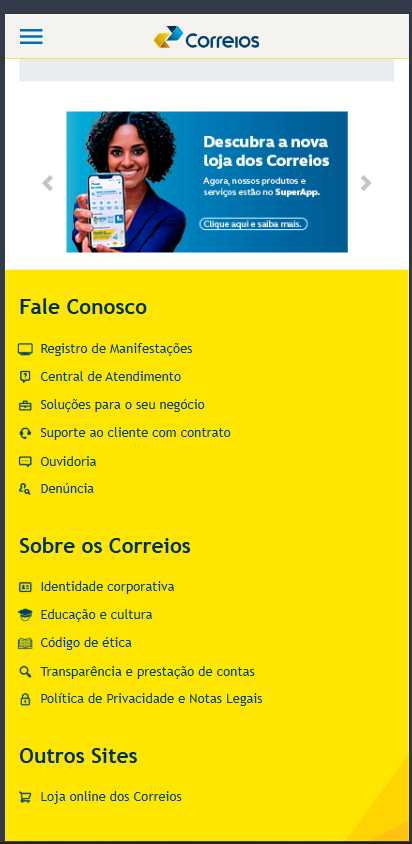 Correios
Descubra a nova
loja dos Correios
Agora, nossos produtos e
serviços estão no SuperApp.
Clique aqui e saiba mais.
Fale Conosco
Registro de Manifestações
Central de Atendimento
Soluções para o seu negócio
Suporte ao cliente com contrato
Ouvidoria
Denúncia
Sobre os Correios
Identidade corporativa
Educação e cultura
Código de ética
Transparência e prestação de contas
Política de Privacidade e Notas Legais
Outros Sites
Loja online dos Correios